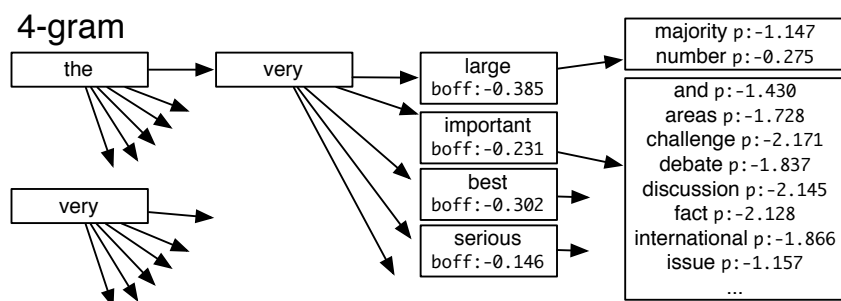 4-gram
the
very
large
boff:-0.385
important
boff:-0.231
best
boff:-0.302
serious
boff:-0.146
majority p:-1.147
number p:-0.275
and p:-1.430
areas p:-1.728
challenge p:-2.171
debate p:-1.837
discussion p:-2.145
fact p:-2.128
international p:-1.866
issue p:-1.157
...
very